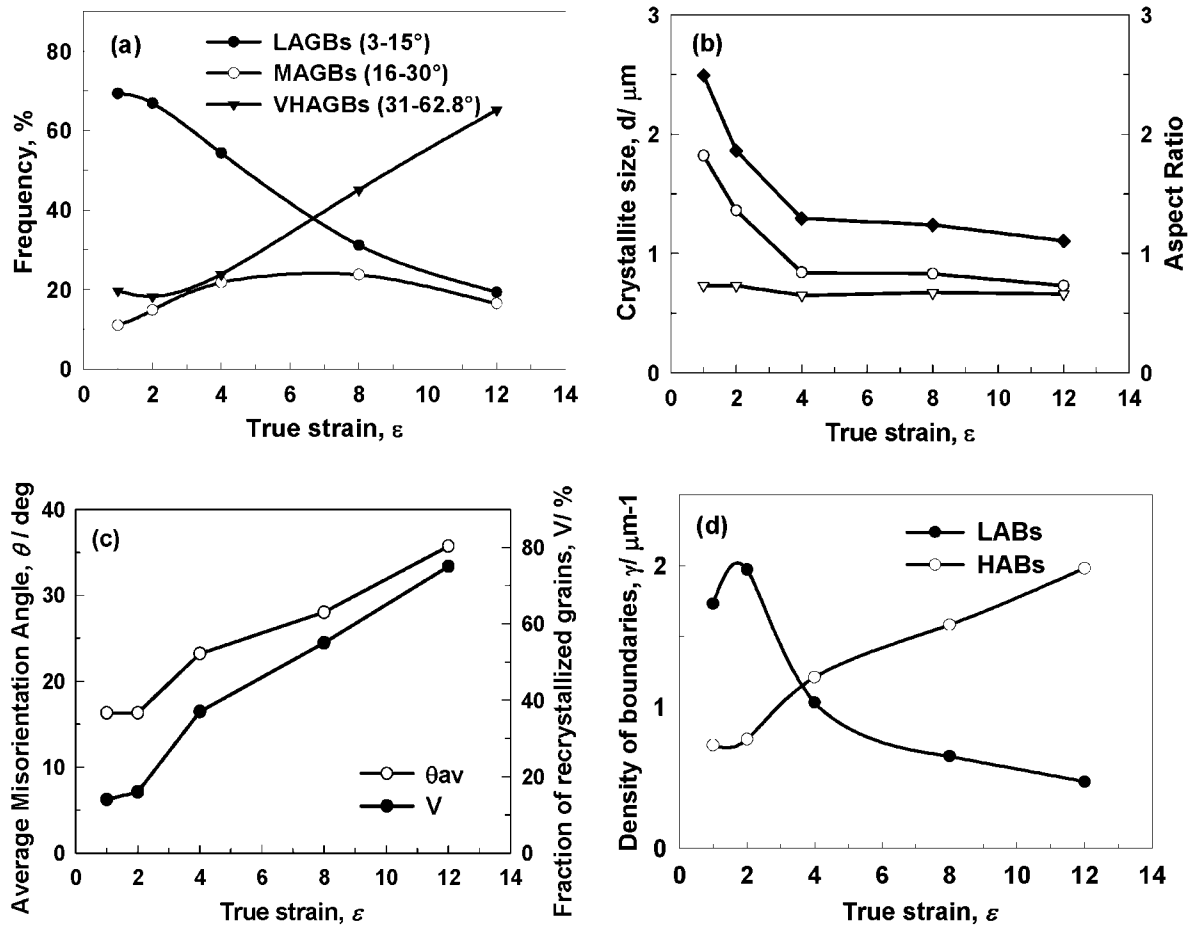 (a)
LAGBs (3-15°)
MAGBs (16-30°)
VHAGBs (31-62.8°)
Frequency, %
80
60
40
20
0
0 2 4 6 8 10 12 14
True strain, ε
(b)
Crystallite size, d/ μm
3
2
1
0
Aspect Ratio
3
2
1
0
0 2 4 6 8 10 12 14
True strain, ε
(c)
Average Misorientation Angle, θ / deg
40
30
20
10
0
Fraction of recrystallized grains, V/ %
80
60
40
20
0
θav
V
0 2 4 6 8 10 12 14
True strain, ε
(d)
LABs
HABs
Density of boundaries, γ/ μm-1
2
1
0
0 2 4 6 8 10 12 14
True strain, ε